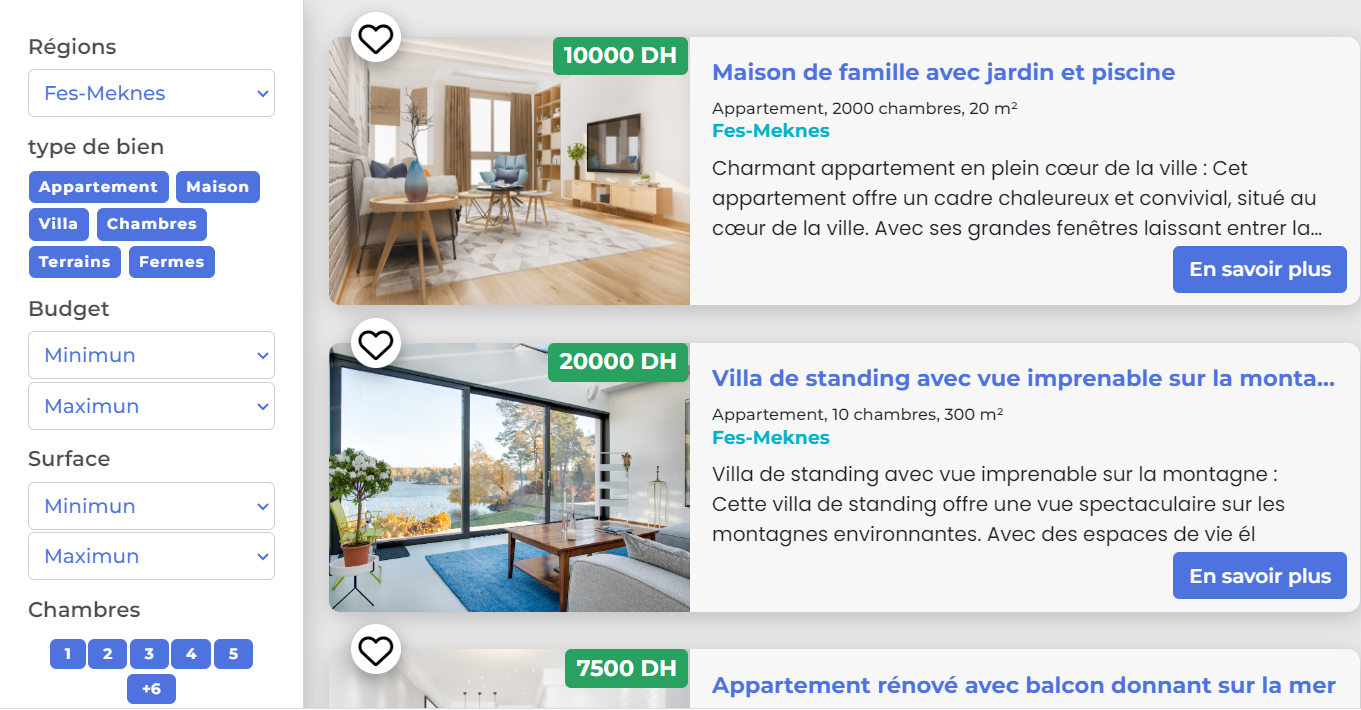 Régions
Fes-Meknes
type de bien
Appartement
Maison
Villa
Chambres
Terrains
Fermes
Budget
Minimun
Maximun
Surface
Minimun
Maximun
Chambres
1
2
3
4
5
+6
10000 DH
Maison de famille avec jardin et piscine
Appartement, 2000 chambres, 20 m²
Fes-Meknes
Charmant appartement en plein cœur de la ville : Cet
appartement offre un cadre chaleureux et convivial, situé au
cœur de la ville. Avec ses grandes fenêtres laissant entrer la...
En savoir plus
20000 DH
Villa de standing avec vue imprenable sur la monta...
Appartement, 10 chambres, 300 m²
Fes-Meknes
Villa de standing avec vue imprenable sur la montagne :
Cette villa de standing offre une vue spectaculaire sur les
montagnes environnantes. Avec des espaces de vie él
En savoir plus
7500 DH
Appartement rénové avec balcon donnant sur la mer